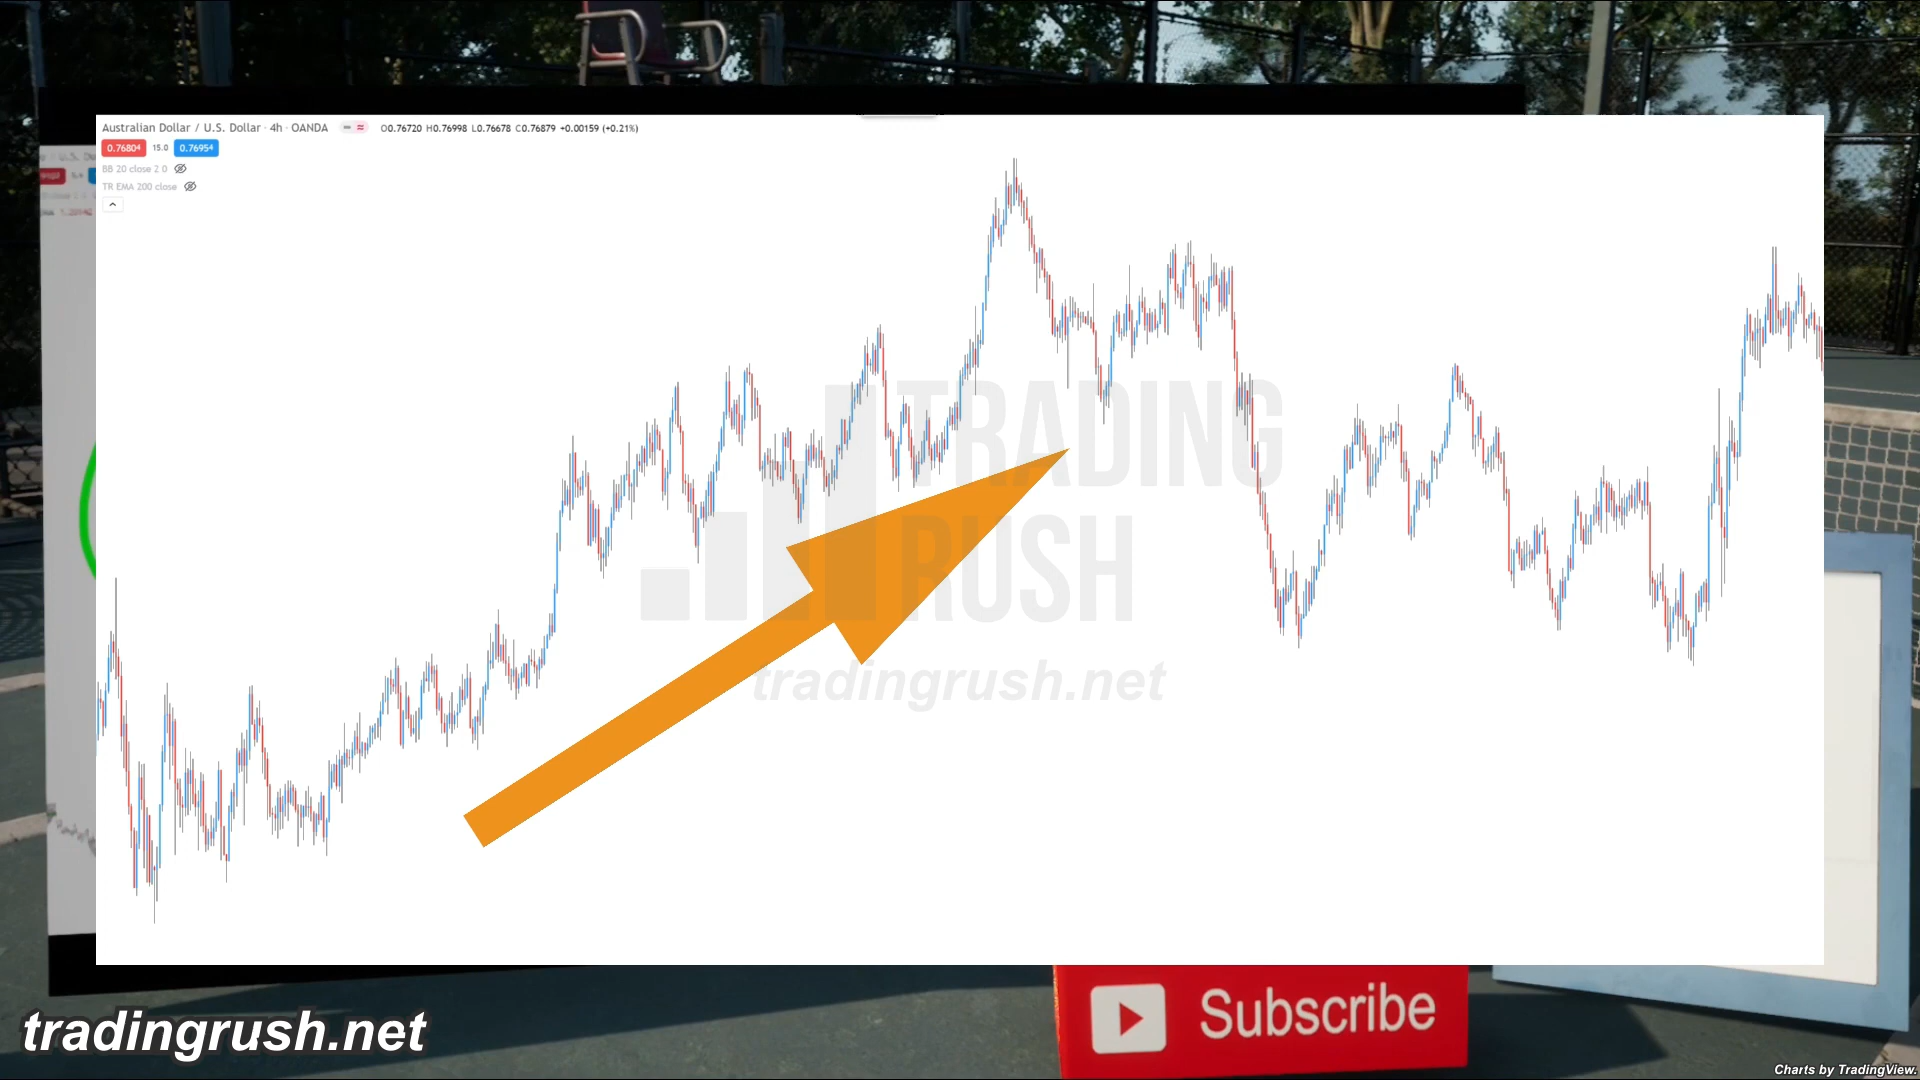 Australian Dollar / U.S. Dollar · 4h · OANDA O0.76720 H0.76998 L0.76678 C0.76879 +0.00159 (+0.21%)
0.76804 15.0 0.76954
BB 20 close 2 0
TR EMA 200 close
TRADING
RUSH
tradingrush.net
Subscribe
tradingrush.net
Charts by TradingView.